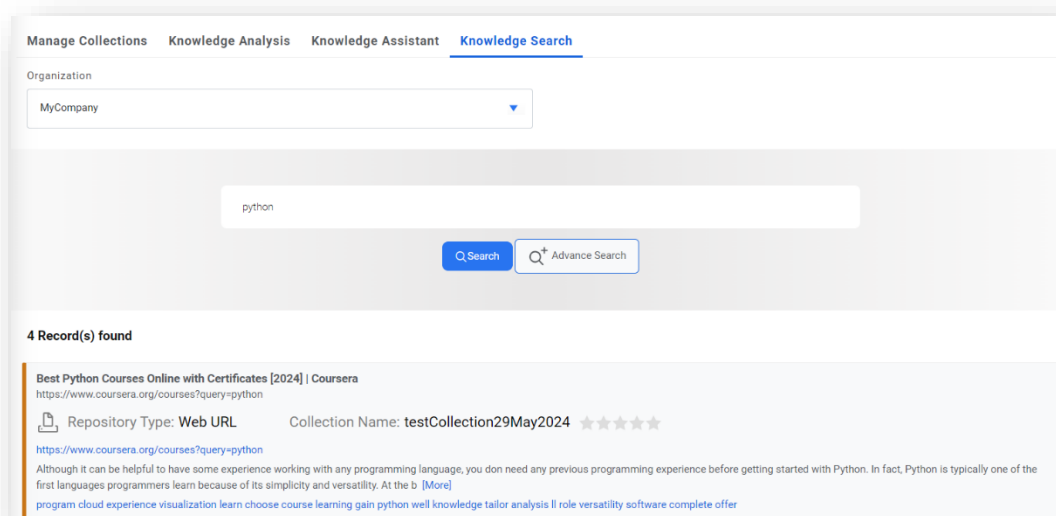 Manage Collections Knowledge Analysis Knowledge Assistant Knowledge Search
Organization
MyCompany
python
Search Advance Search
4 Record(s) found
Best Python Courses Online with Certificates [2024] | Coursera
https://www.coursera.org/courses?query=python
Repository Type: Web URL Collection Name: testCollection29May2024
https://www.coursera.org/courses?query=python
Although it can be helpful to have some experience working with any programming language, you don need any previous programming experience before getting started with Python. In fact, Python is typically one of the
first languages programmers learn because of its simplicity and versatility. At the b [More]
program cloud experience visualization learn choose course learning gain python well knowledge tailor analysis ll role versatility software complete offer